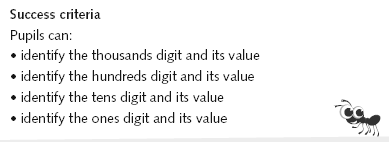 Success criteria
Pupils can:
• identify the thousands digit and its value
• identify the hundreds digit and its value
• identify the tens digit and its value
• identify the ones digit and its value